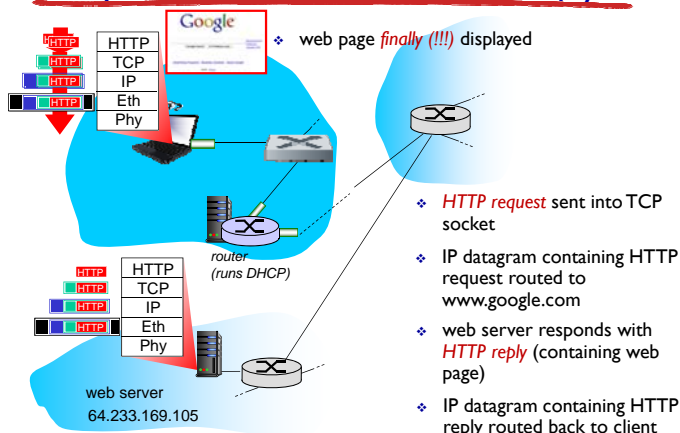 Google
❖ web page finally (!!!) displayed
HTTP
HTTP
HTTP
HTTP
HTTP
HTTP
TCP
IP
Eth
Phy
router
(runs DHCP)
❖ HTTP request sent into TCP
socket
❖ IP datagram containing HTTP
request routed to
www.google.com
❖ web server responds with
HTTP reply (containing web
page)
❖ IP datagram containing HTTP
reply routed back to client
HTTP
HTTP
HTTP
HTTP
HTTP
TCP
IP
Eth
Phy
web server
64.233.169.105